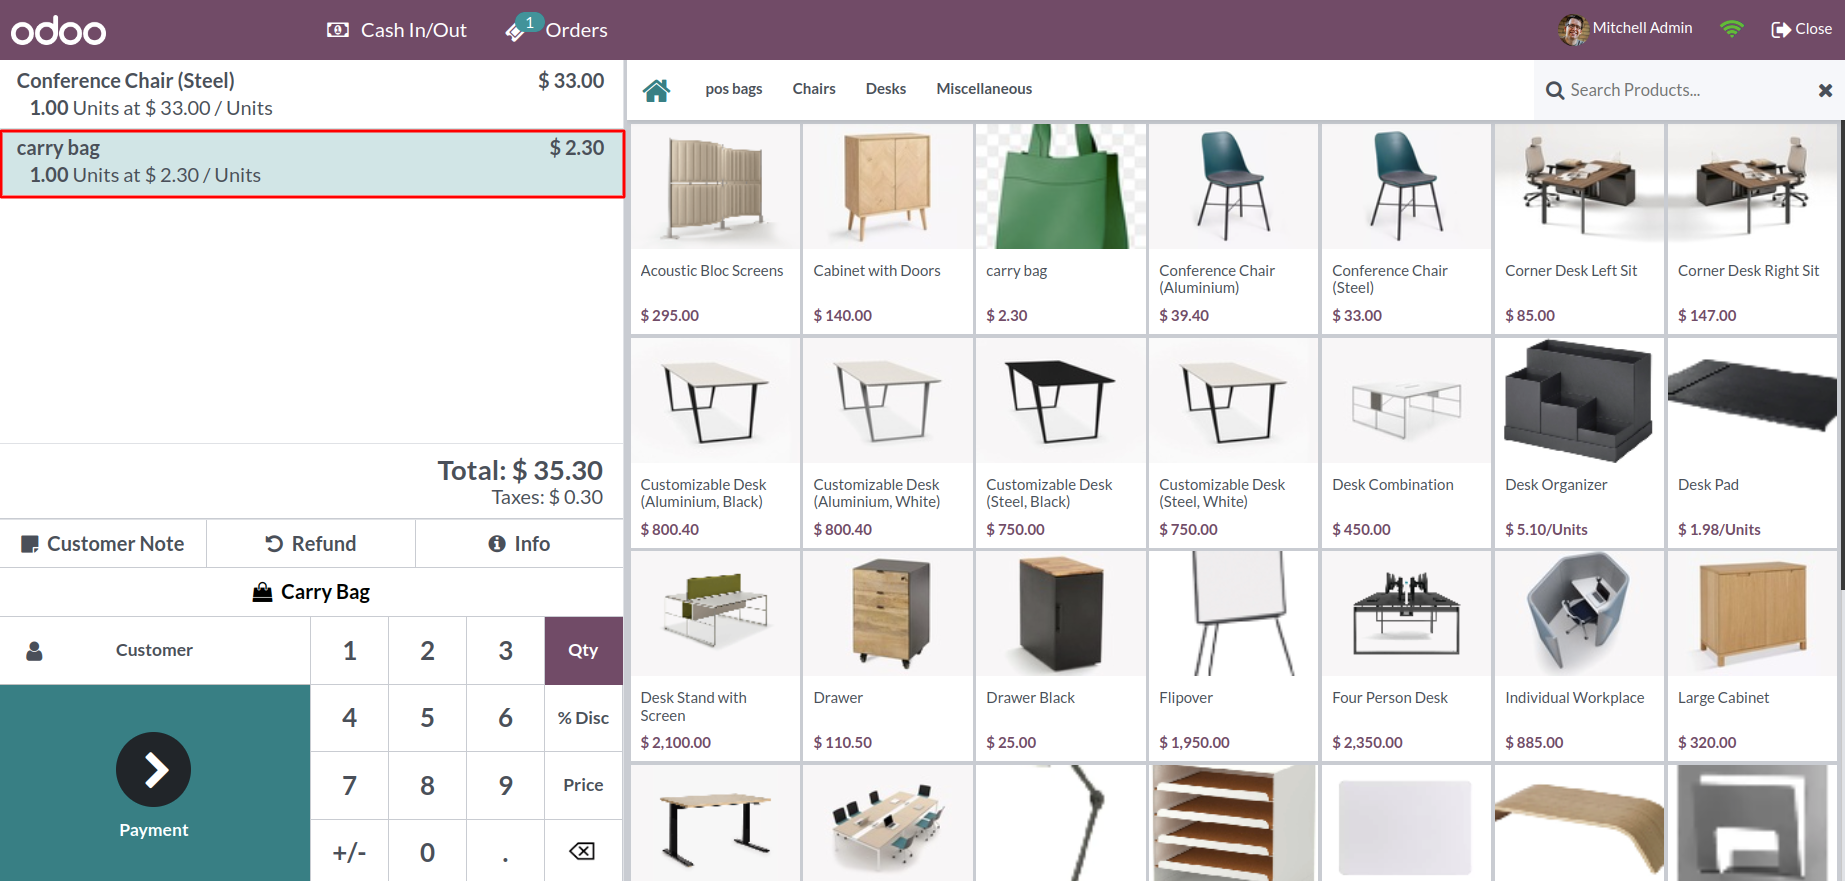 odoo
Cash In/Out
1
Orders
Mitchell Admin
Close
Conference Chair (Steel) $ 33.00
1.00 Units at $ 33.00 / Units
carry bag $ 2.30
1.00 Units at $ 2.30 / Units
Total: $ 35.30
Taxes: $ 0.30
Customer Note
Refund
Info
Carry Bag
Customer
1 2 3 Qty
4 5 6 % Disc
7 8 9 Price
+/- 0 .
Payment
pos bags
Chairs
Desks
Miscellaneous
Search Products...
Acoustic Bloc Screens
$ 295.00
Cabinet with Doors
$ 140.00
carry bag
$ 2.30
Conference Chair
(Aluminium)
$ 39.40
Conference Chair
(Steel)
$ 33.00
Corner Desk Left Sit
$ 85.00
Corner Desk Right Sit
$ 147.00
Customizable Desk
(Aluminium, Black)
$ 800.40
Customizable Desk
(Aluminium, White)
$ 800.40
Customizable Desk
(Steel, Black)
$ 750.00
Customizable Desk
(Steel, White)
$ 750.00
Desk Combination
$ 450.00
Desk Organizer
$ 5.10/Units
Desk Pad
$ 1.98/Units
Desk Stand with
Screen
$ 2,100.00
Drawer
$ 110.50
Drawer Black
$ 25.00
Flipover
$ 1,950.00
Four Person Desk
$ 2,350.00
Individual Workplace
$ 885.00
Large Cabinet
$ 320.00